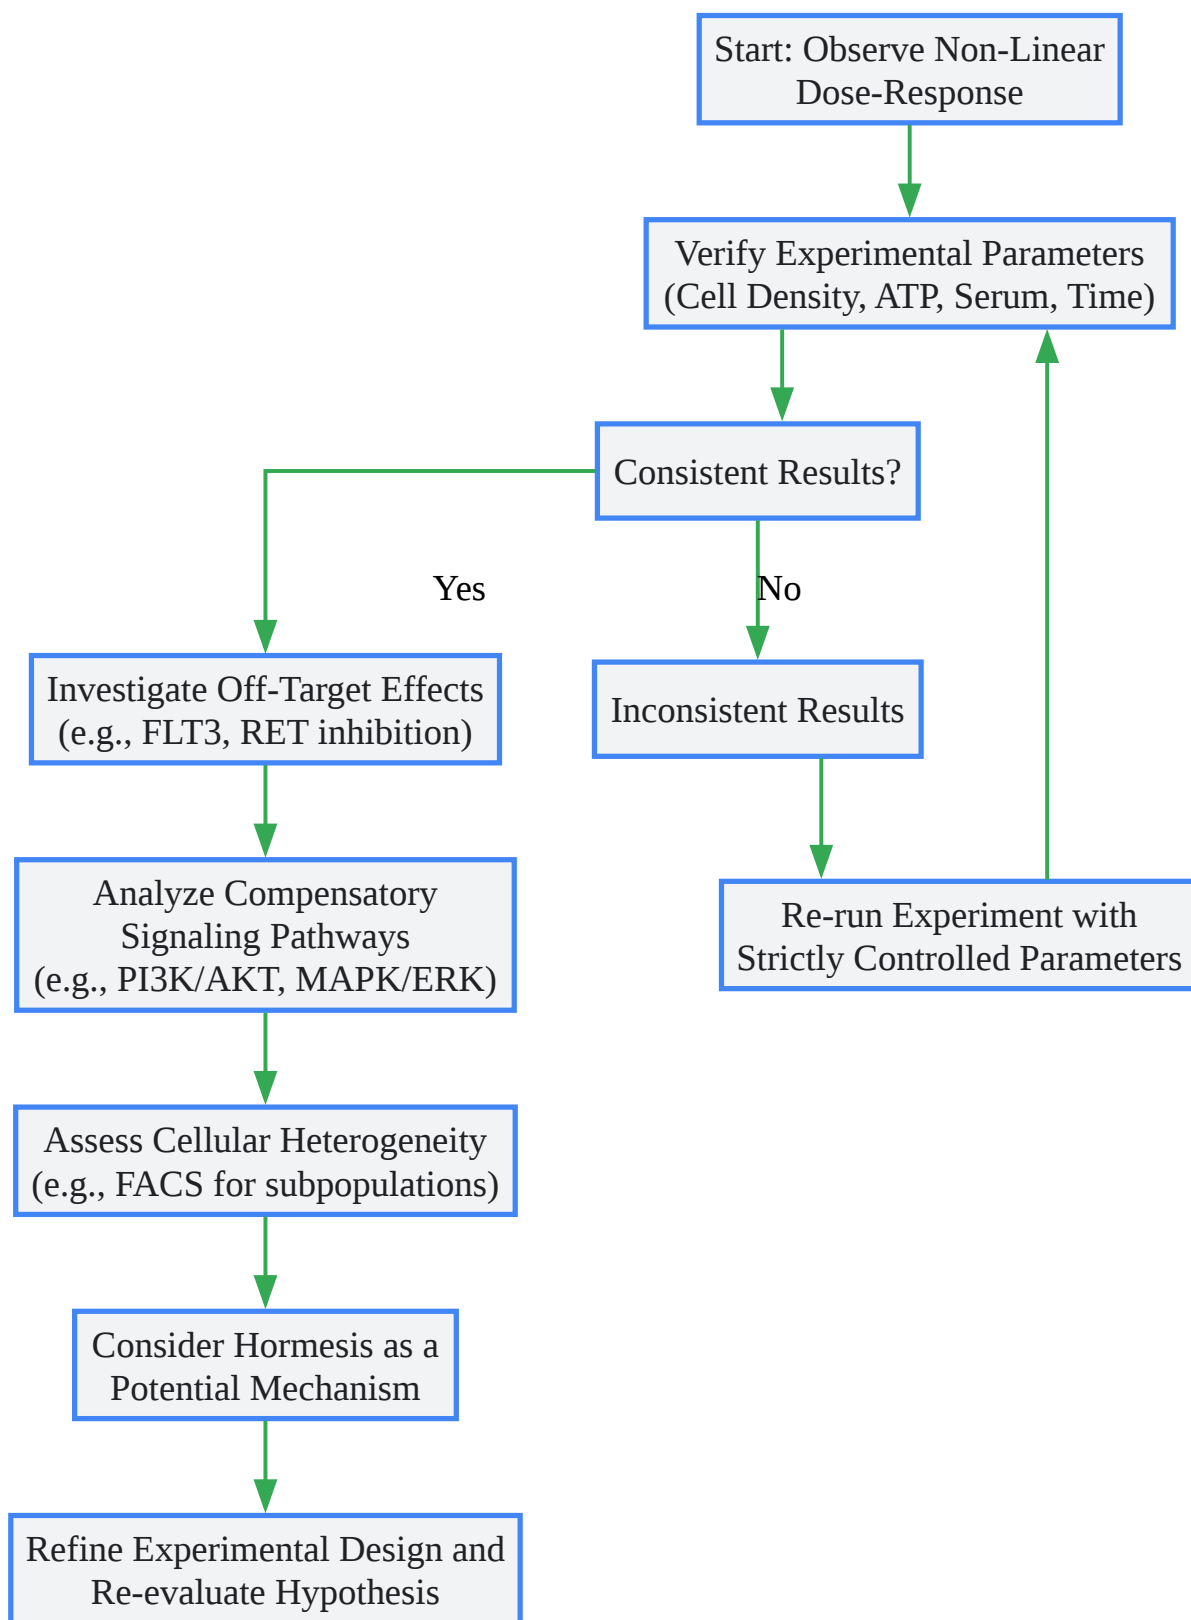 Start: Observe Non-Linear
Dose-Response
Verify Experimental Parameters
(Cell Density, ATP, Serum, Time)
Consistent Results?
Yes
No
Investigate Off-Target Effects
(e.g., FLT3, RET inhibition)
Inconsistent Results
Analyze Compensatory
Signaling Pathways
(e.g., PI3K/AKT, MAPK/ERK)
Re-run Experiment with
Strictly Controlled Parameters
Assess Cellular Heterogeneity
(e.g., FACS for subpopulations)
Consider Hormesis as a
Potential Mechanism
Refine Experimental Design and
Re-evaluate Hypothesis